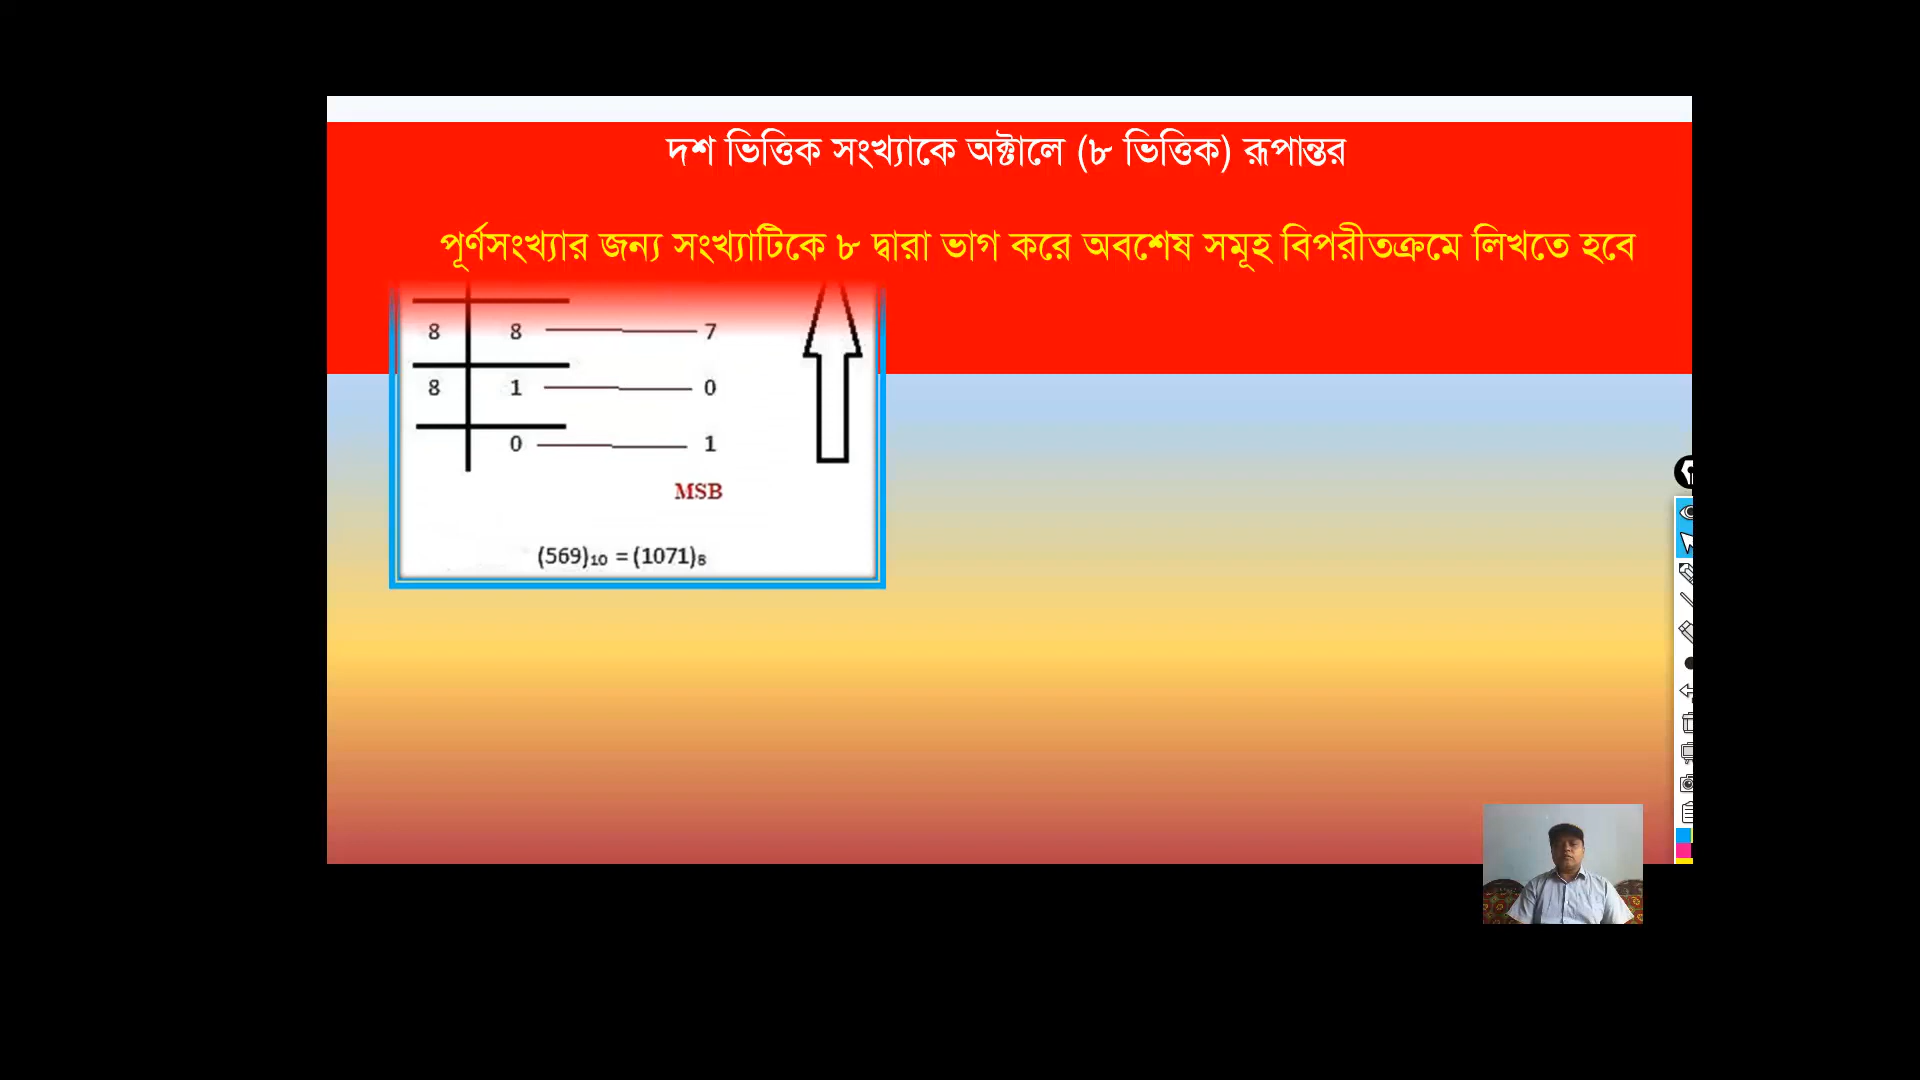 দশ ভিত্তিক সংখ্যাকে অক্টালে (৮ ভিত্তিক) রূপান্তর
পূর্ণসংখ্যার জন্য সংখ্যাটিকে ৮ দ্বারা ভাগ করে অবশেষ সমূহ বিপরীতক্রমে লিখতে হবে
8 8 7
8 1 0
0 1
MSB
(569)₁₀ = (1071)₈